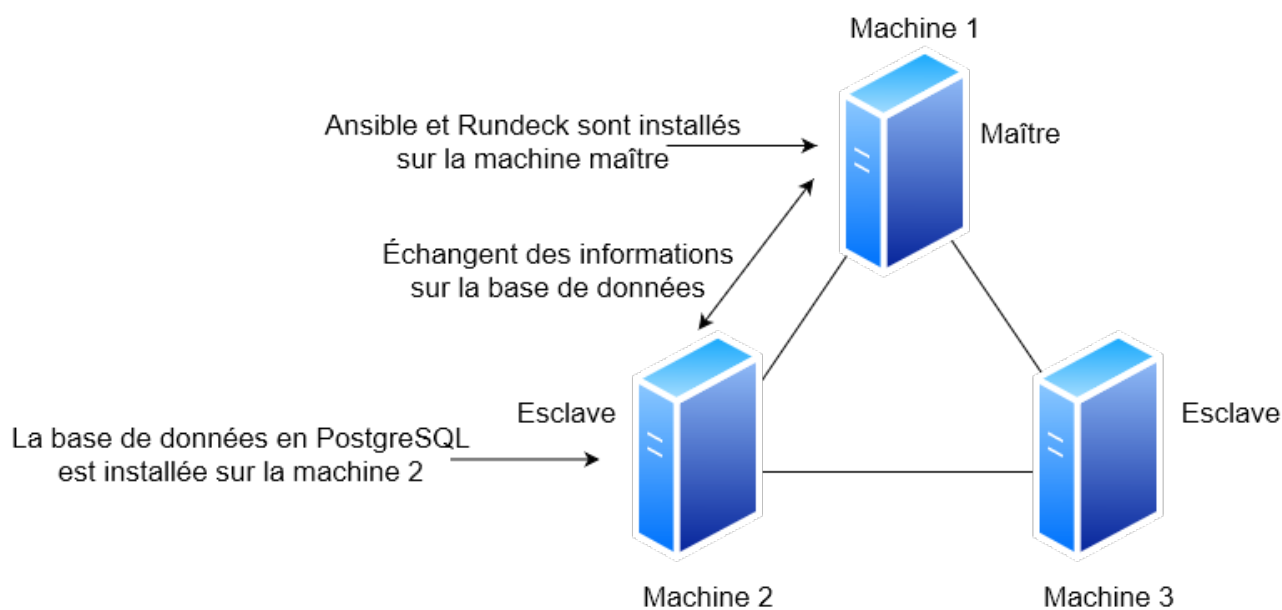 Machine 1
Ansible et Rundeck sont installés
sur la machine maître
Maître
Échangent des informations
sur la base de données
Esclave
Esclave
La base de données en PostgreSQL
est installée sur la machine 2
Machine 2
Machine 3